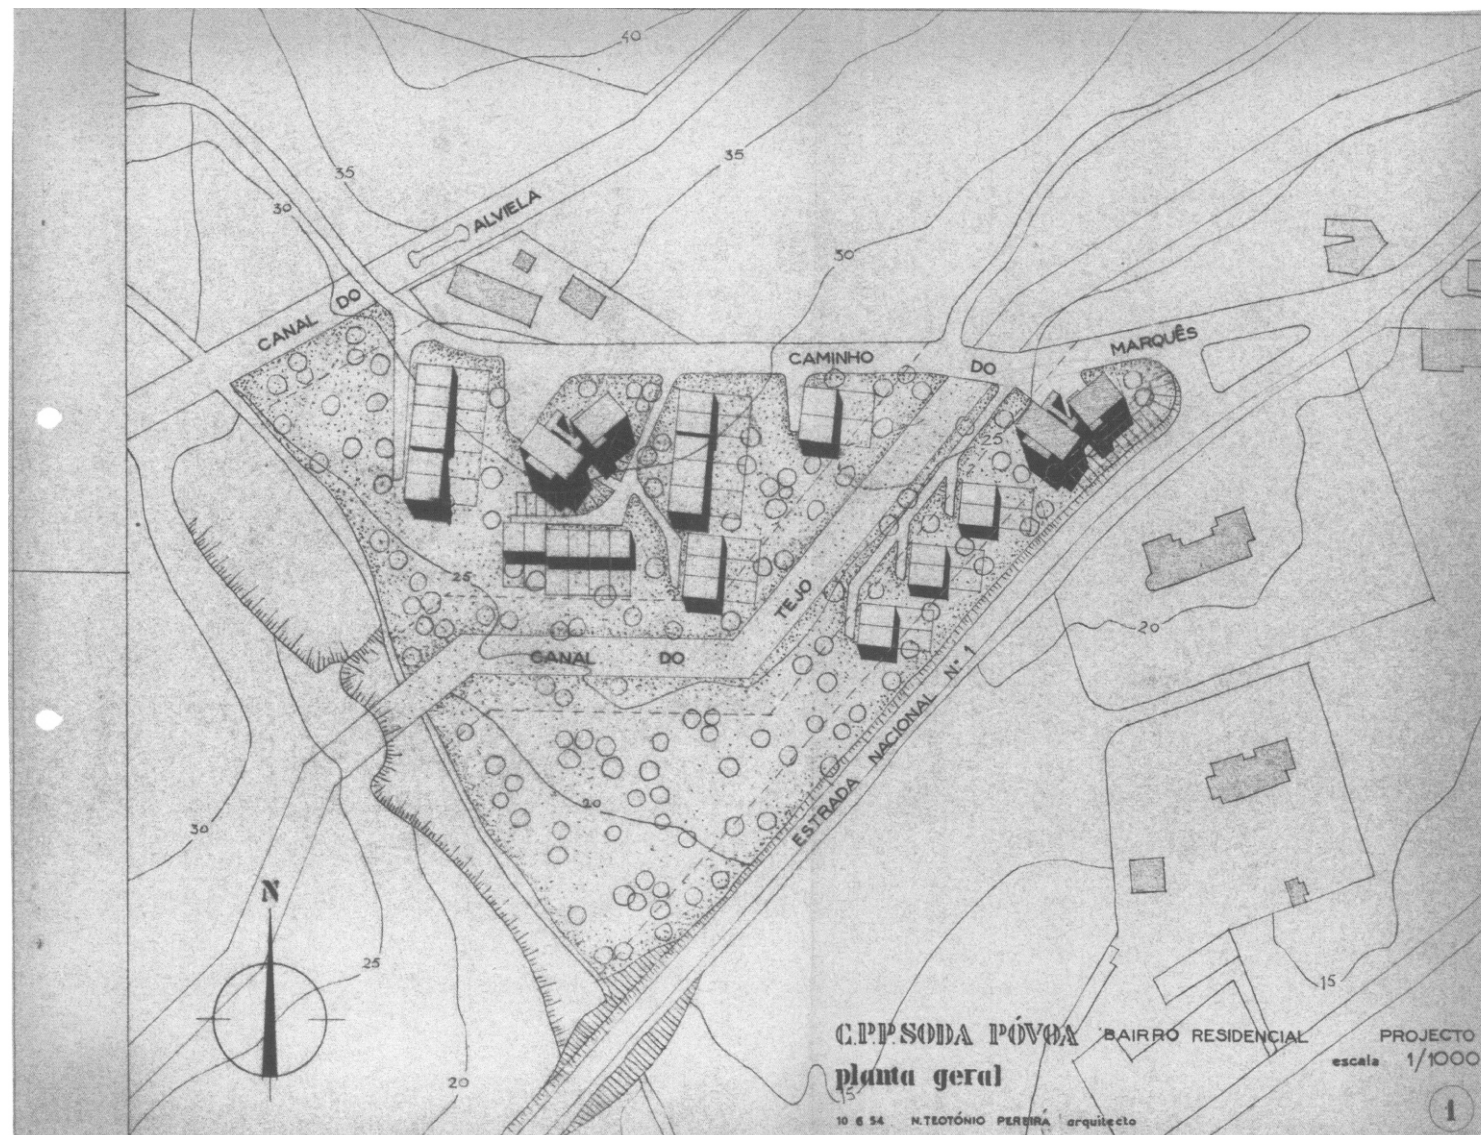 40
35
35
30
ALVIELA
30
CANAL DO
CAMINHO DO MARQUÊS
25
25
TEJO
20
CANAL DO
ESTRADA NACIONAL Nº 1
20
30
N
25
15
20
15
C.P.P. SODA PÓVOA BAIRRO RESIDENCIAL PROJECTO
planta geral escala 1/1000
10 6 54 N. TEOTÓNIO PEREIRA arquitecto
1